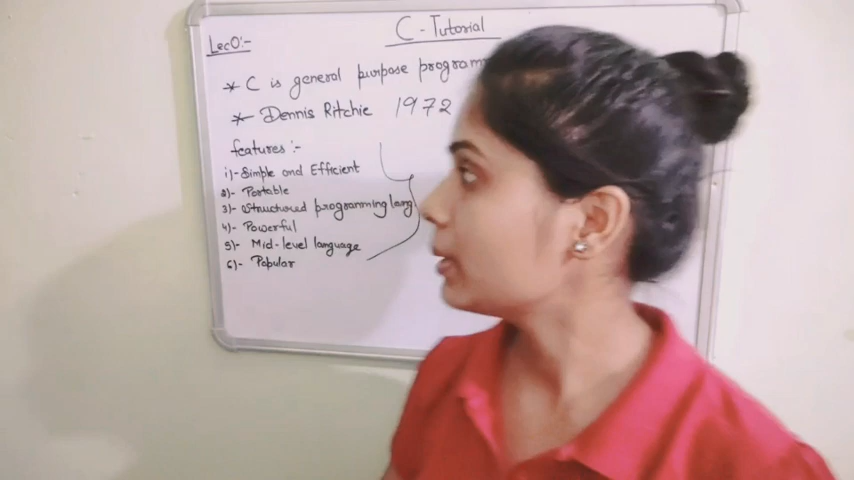 C - Tutorial
Lec0:-
* C is general purpose program
* Dennis Ritchie 1972
features :-
1)- Simple and Efficient
2)- Portable
3)- Structured programming lang
4)- Powerful
5)- Mid-level language
6)- Popular